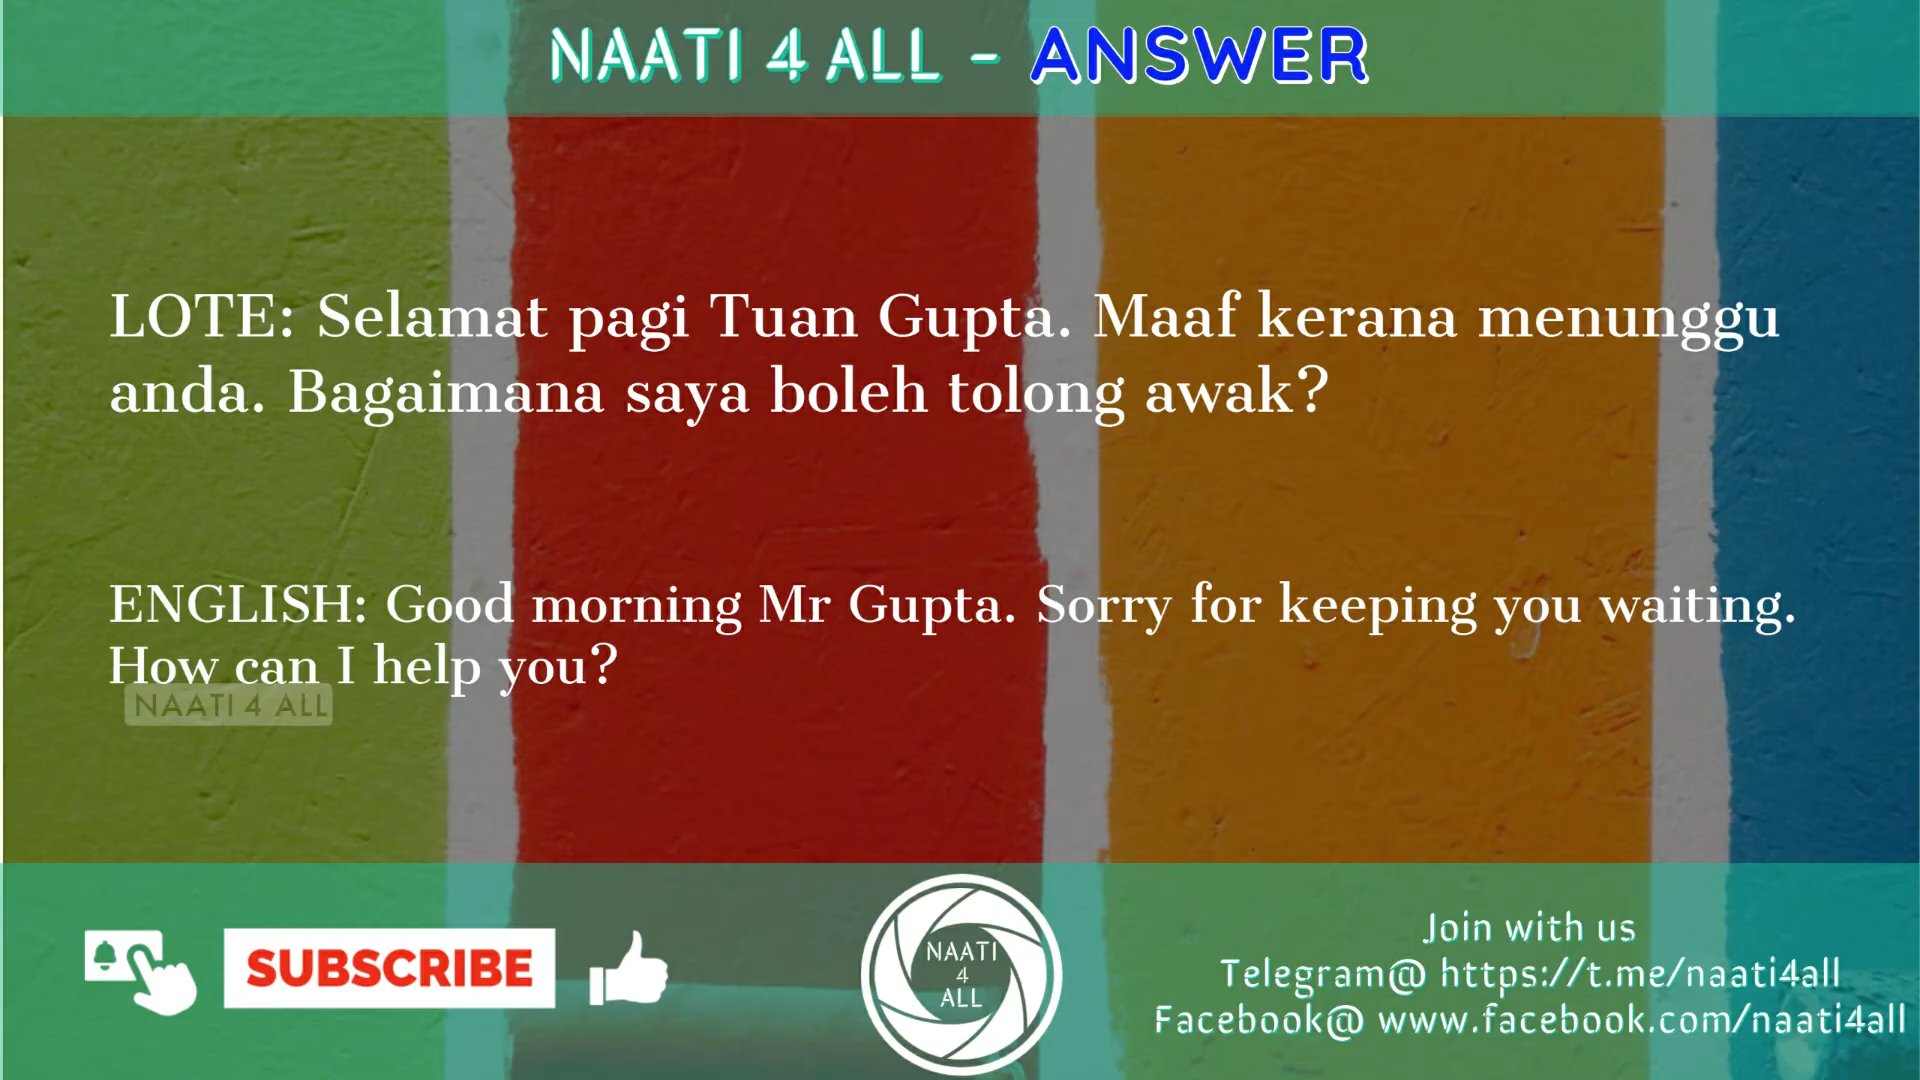 NAATI 4 ALL - ANSWER
LOTE: Selamat pagi Tuan Gupta. Maaf kerana menunggu
anda. Bagaimana saya boleh tolong awak?
ENGLISH: Good morning Mr Gupta. Sorry for keeping you waiting.
How can I help you?
NAATI 4 ALL
SUBSCRIBE
NAATI
4
ALL
Join with us
Telegram@ https://t.me/naati4all
Facebook@ www.facebook.com/naati4all